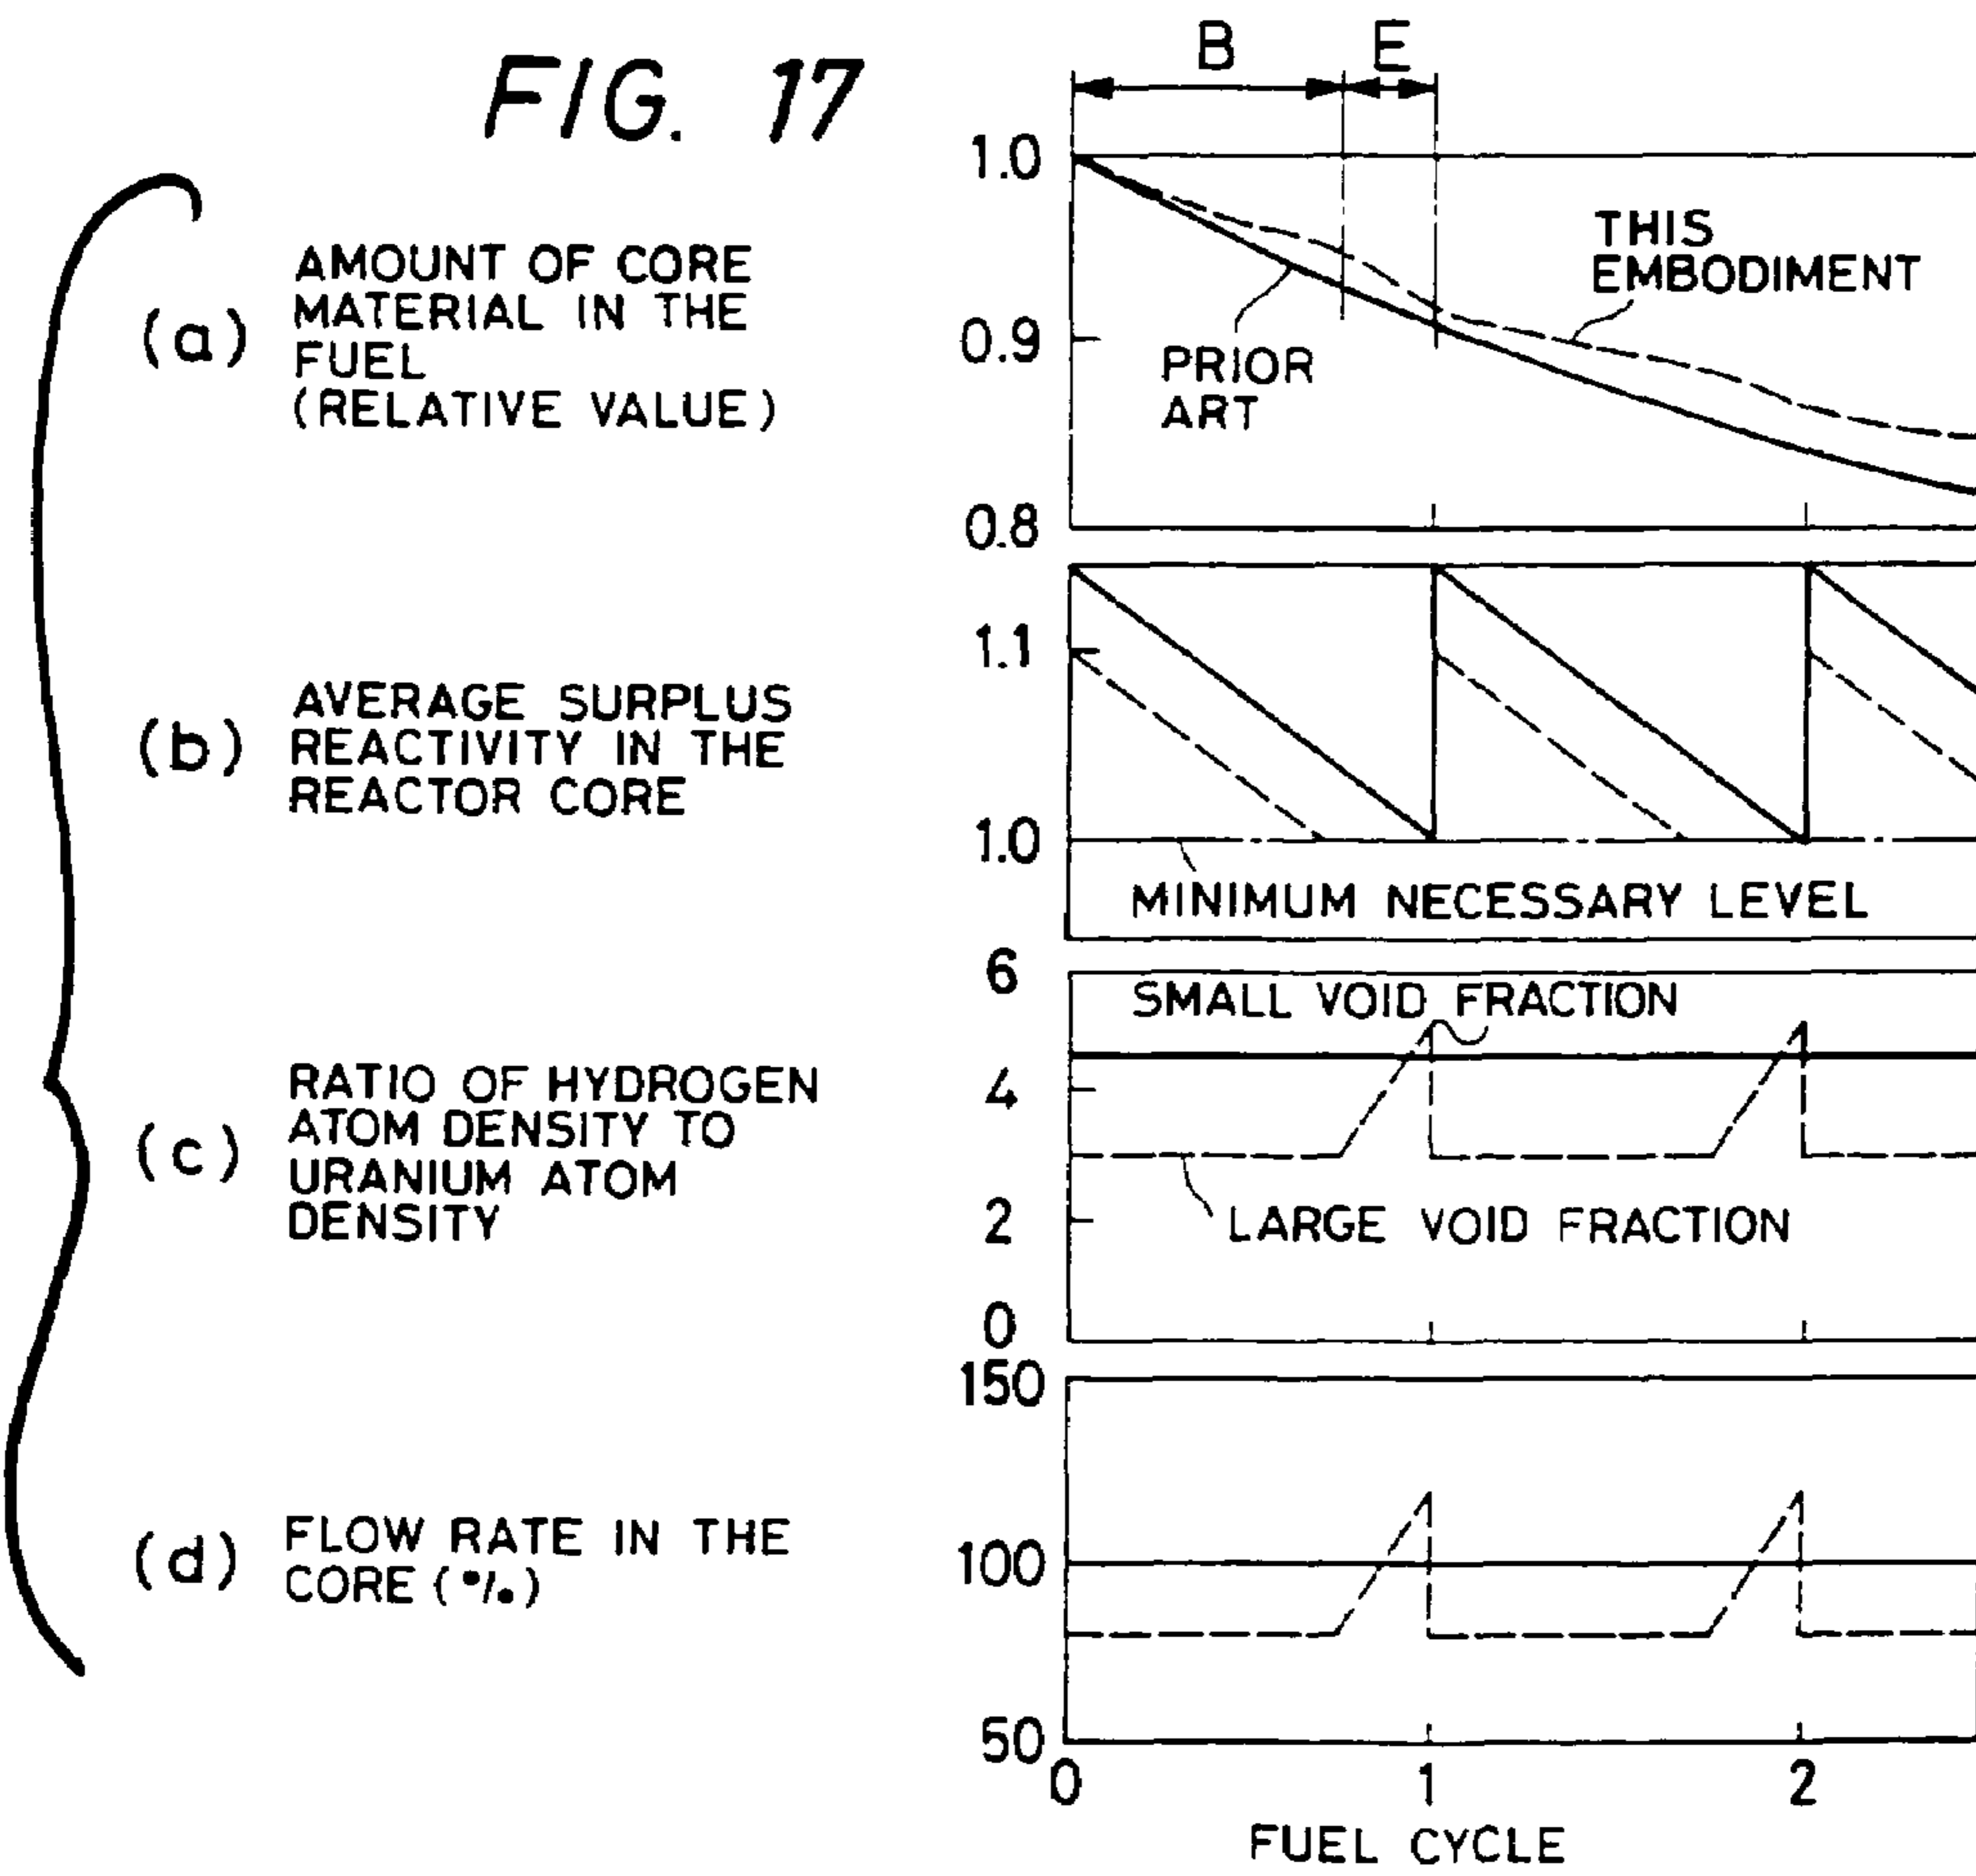 FIG. 17
B
E
(a)
AMOUNT OF CORE
MATERIAL IN THE
FUEL
(RELATIVE VALUE)
1.0
0.9
0.8
THIS
EMBODIMENT
PRIOR
ART
(b)
AVERAGE SURPLUS
REACTIVITY IN THE
REACTOR CORE
1.1
1.0
MINIMUM NECESSARY LEVEL
(c)
RATIO OF HYDROGEN
ATOM DENSITY TO
URANIUM ATOM
DENSITY
6
4
2
0
SMALL VOID FRACTION
LARGE VOID FRACTION
(d)
FLOW RATE IN THE
CORE (%)
150
100
50
0
1
2
FUEL CYCLE